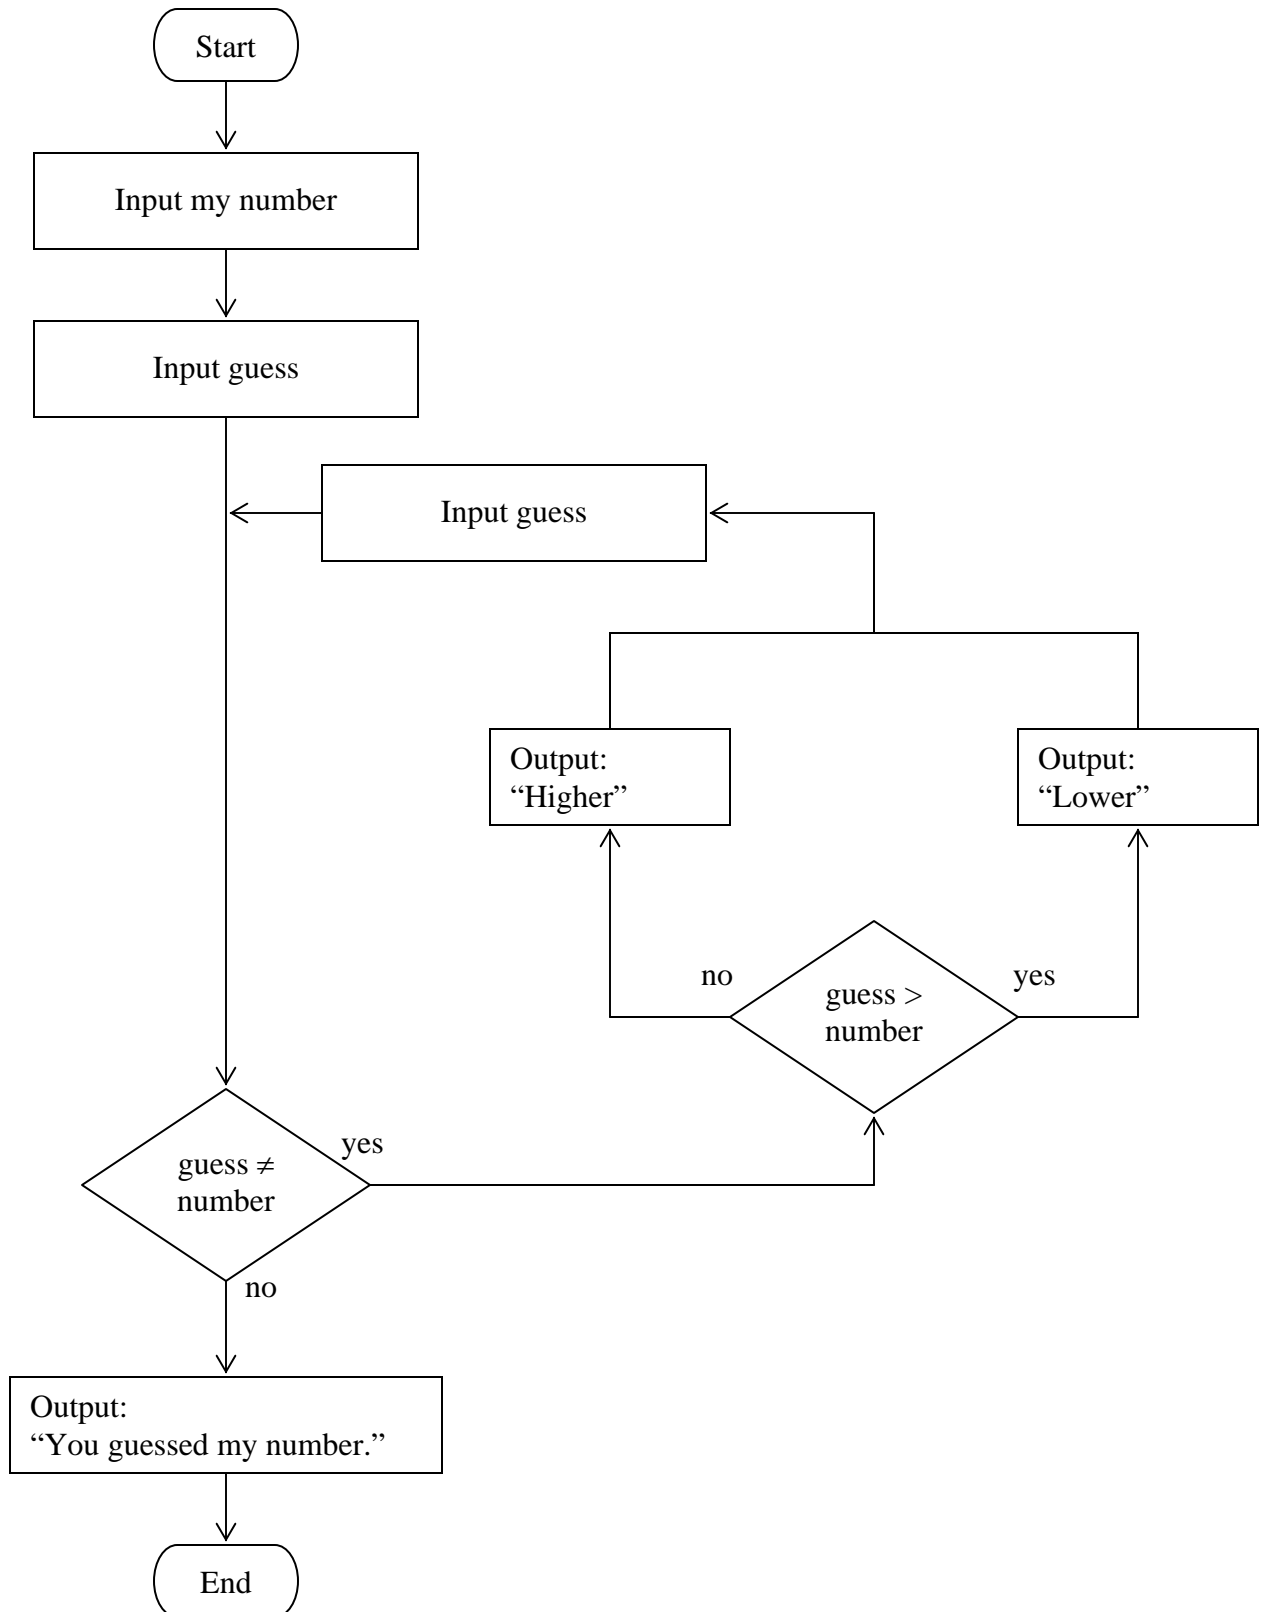 Start
Input my number
Input guess
Input guess
Output:
“Higher”
Output:
“Lower”
no
yes
guess >
number
yes
guess ≠
number
no
Output:
“You guessed my number.”
End